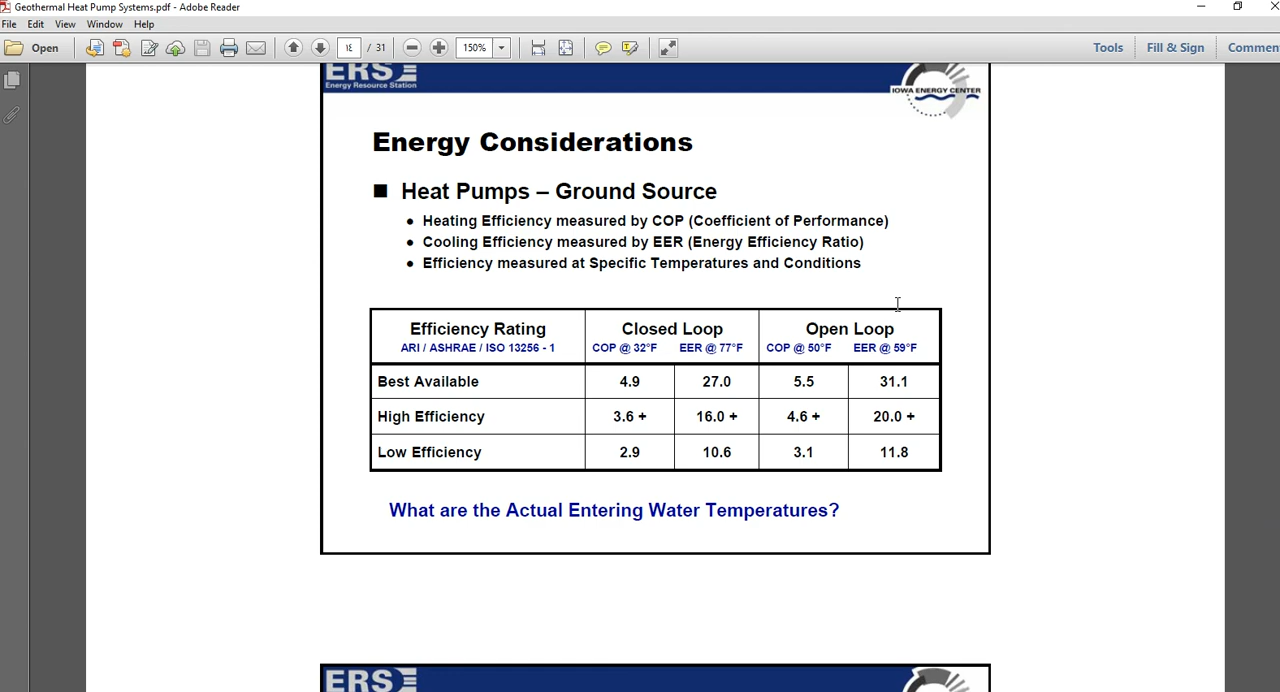 Geothermal Heat Pump Systems.pdf - Adobe Reader
File Edit View Window Help
Open / 31 150% Tools Fill & Sign Commen
ERS
Energy Resource Station
IOWA ENERGY CENTER
Energy Considerations
Heat Pumps – Ground Source
• Heating Efficiency measured by COP (Coefficient of Performance)
• Cooling Efficiency measured by EER (Energy Efficiency Ratio)
• Efficiency measured at Specific Temperatures and Conditions
Efficiency Rating Closed Loop Open Loop
ARI / ASHRAE / ISO 13256 - 1 COP @ 32°F EER @ 77°F COP @ 50°F EER @ 59°F
Best Available 4.9 27.0 5.5 31.1
High Efficiency 3.6 + 16.0 + 4.6 + 20.0 +
Low Efficiency 2.9 10.6 3.1 11.8
What are the Actual Entering Water Temperatures?
ERS